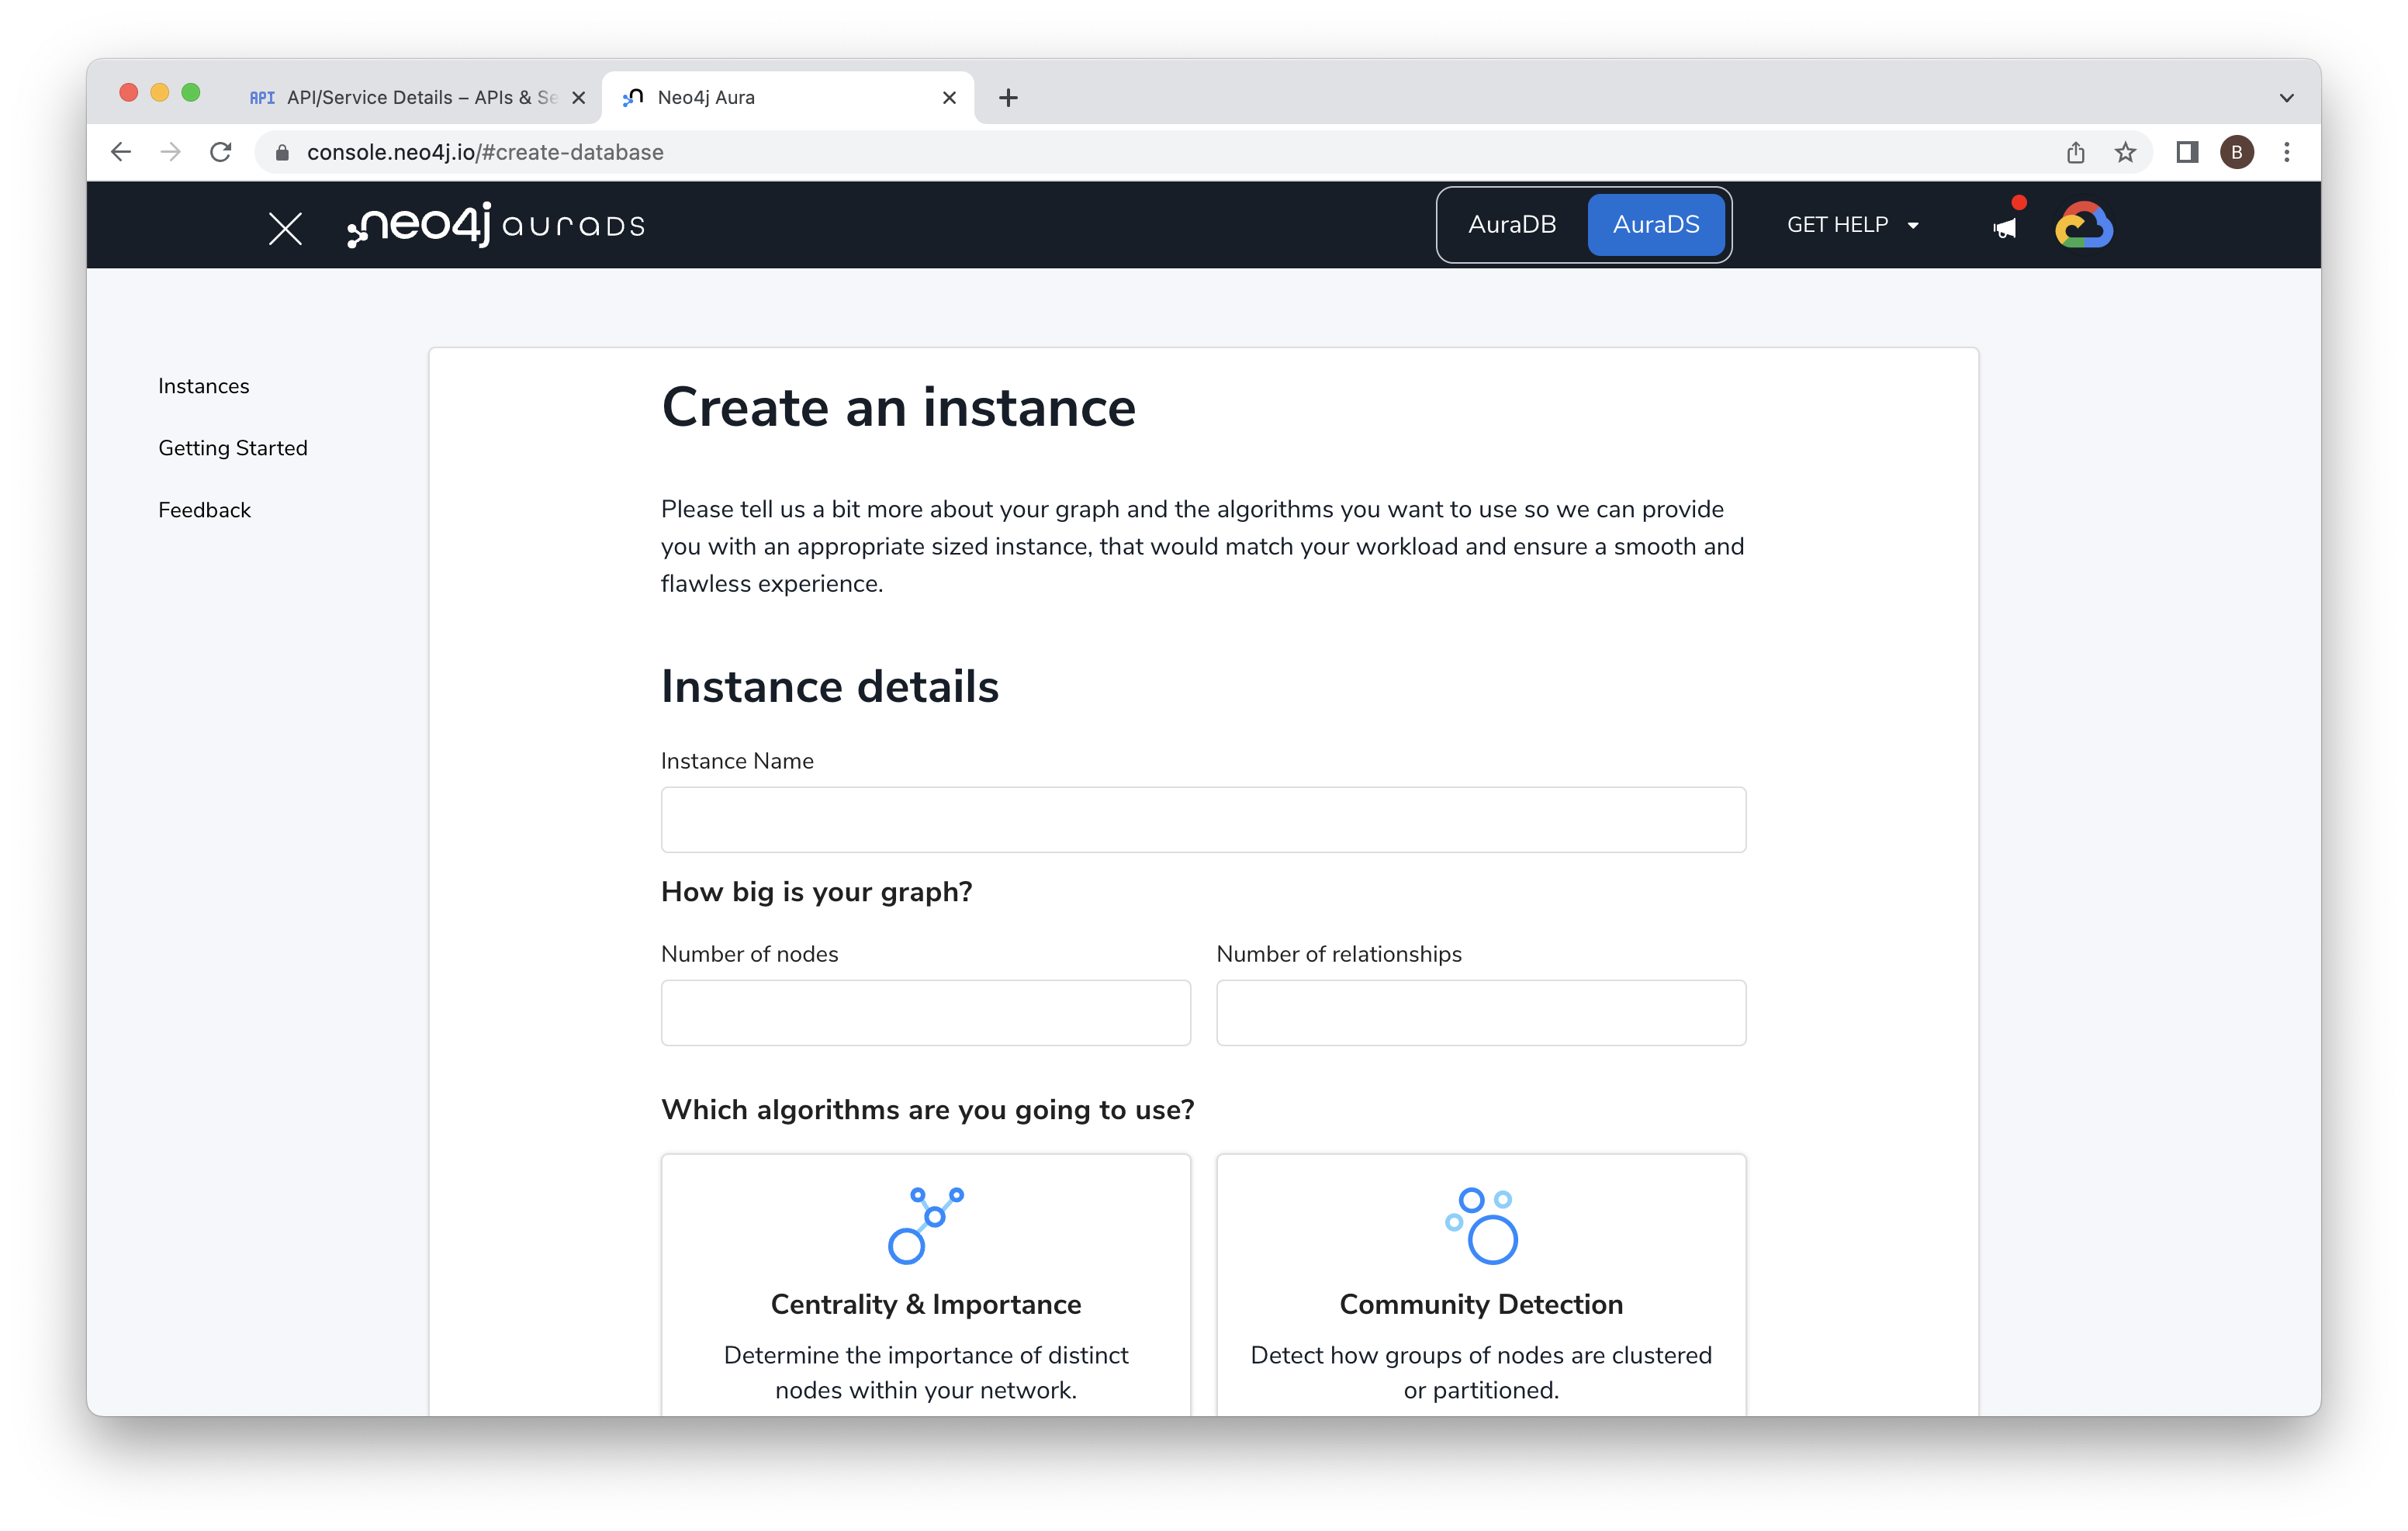 API API/Service Details – APIs & Se
Neo4j Aura
console.neo4j.io/#create-database
B
neo4j auraDS
AuraDB
AuraDS
GET HELP
Instances
Getting Started
Feedback
Create an instance
Please tell us a bit more about your graph and the algorithms you want to use so we can provide
you with an appropriate sized instance, that would match your workload and ensure a smooth and
flawless experience.
Instance details
Instance Name
How big is your graph?
Number of nodes
Number of relationships
Which algorithms are you going to use?
Centrality & Importance
Determine the importance of distinct
nodes within your network.
Community Detection
Detect how groups of nodes are clustered
or partitioned.